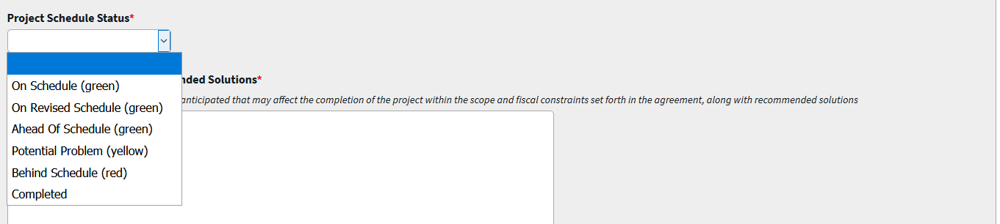 Project Schedule Status*
nded Solutions*
anticipated that may affect the completion of the project within the scope and fiscal constraints set forth in the agreement, along with recommended solutions
On Schedule (green)
On Revised Schedule (green)
Ahead Of Schedule (green)
Potential Problem (yellow)
Behind Schedule (red)
Completed